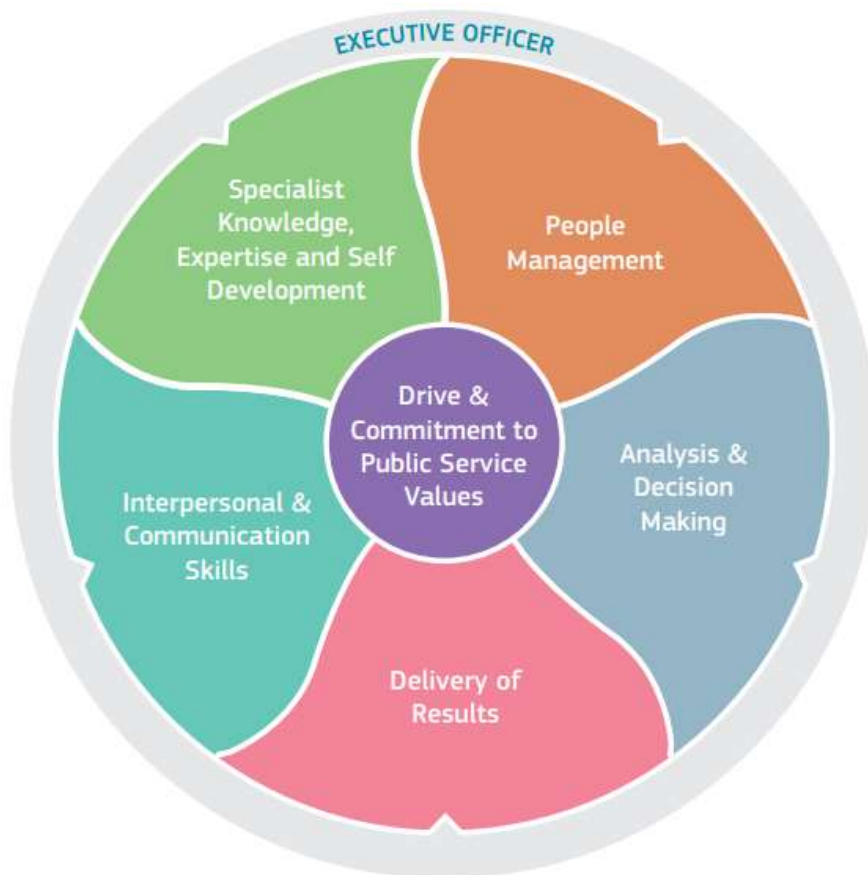 EXECUTIVE OFFICER
Specialist
Knowledge,
Expertise and Self
Development
People
Management
Drive &
Commitment to
Public Service
Values
Analysis &
Decision
Making
Interpersonal &
Communication
Skills
Delivery of
Results